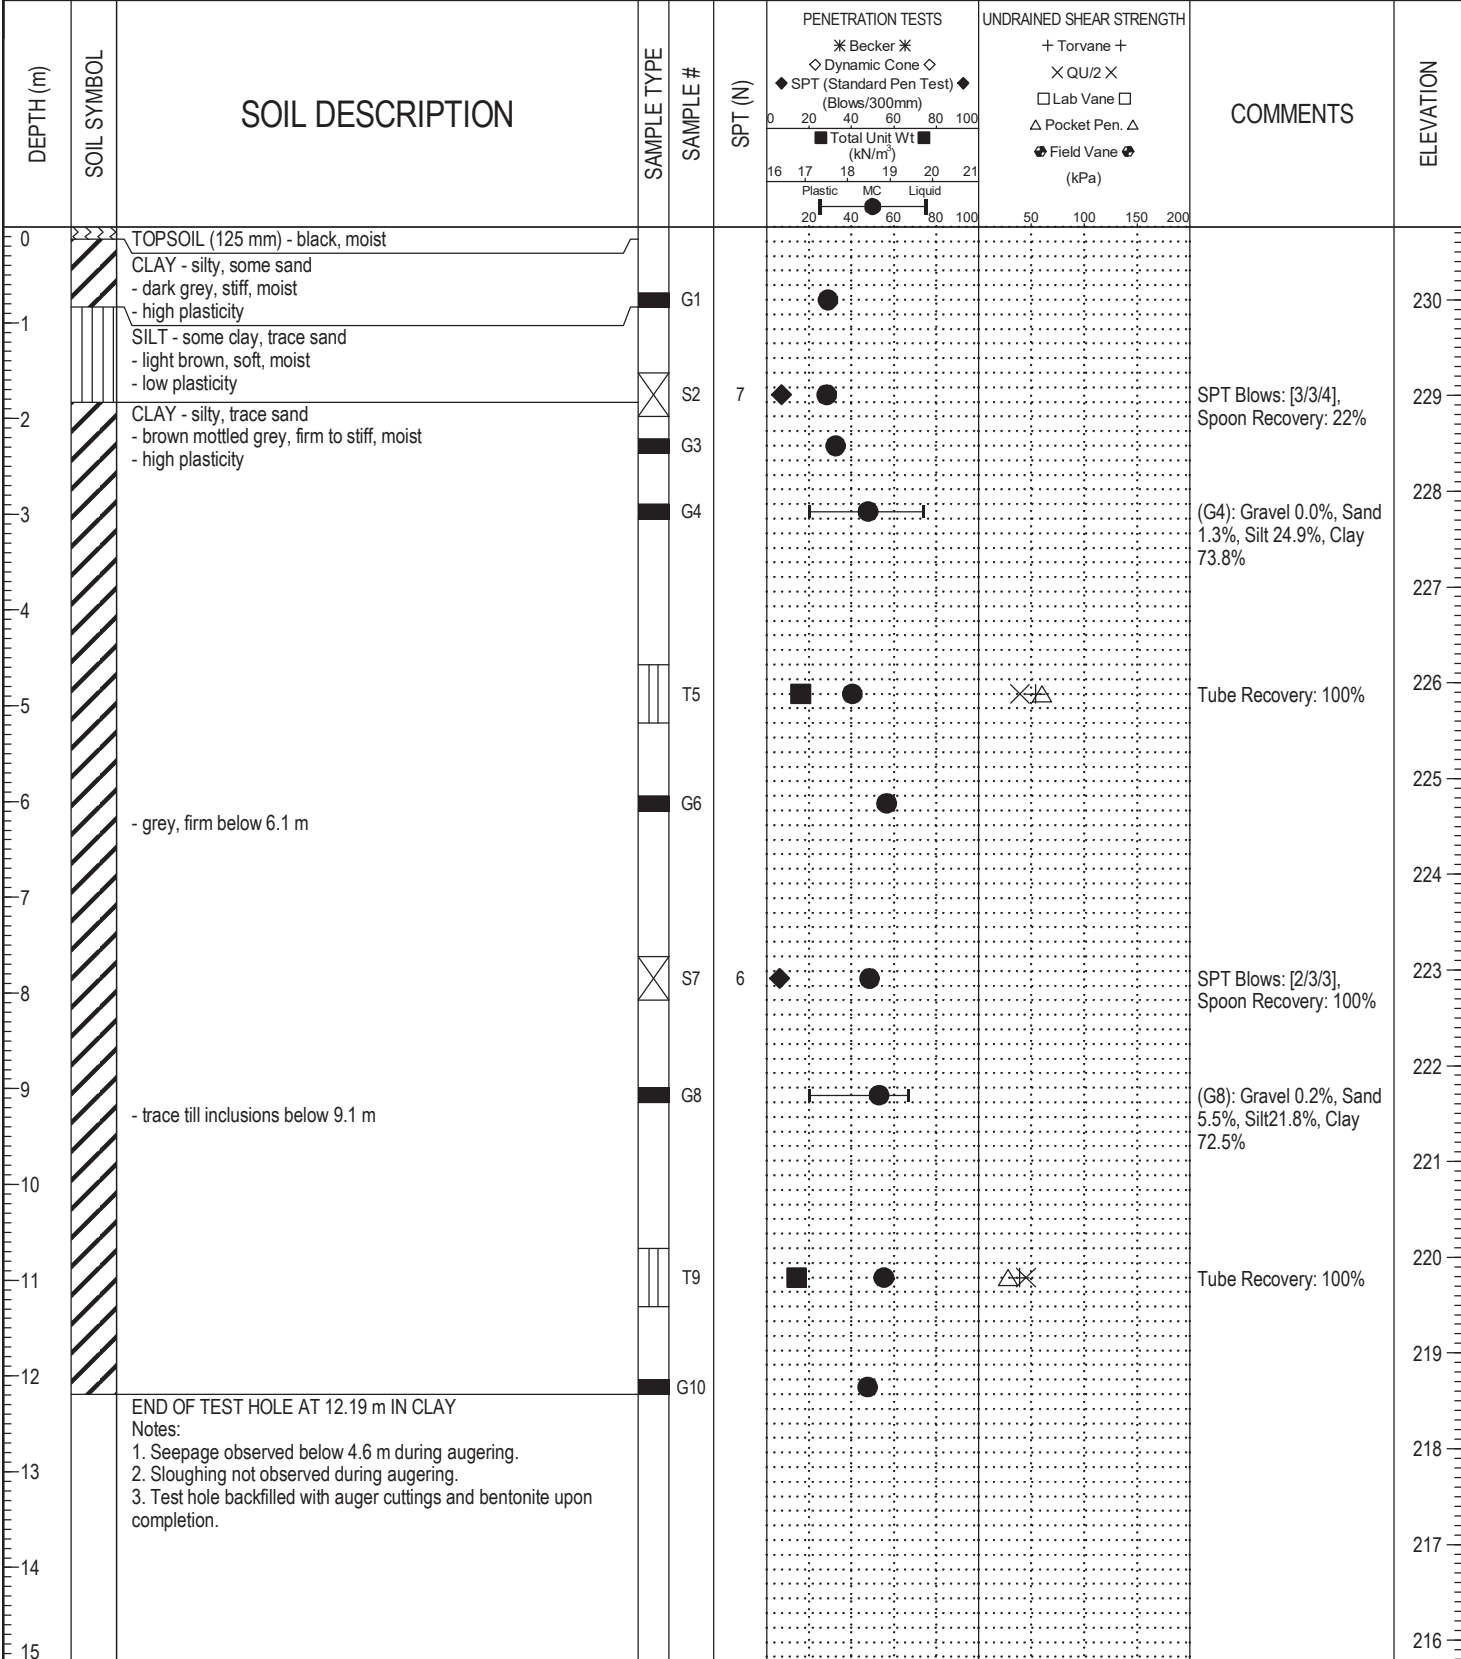 DEPTH (m)
SOIL SYMBOL
SOIL DESCRIPTION
SAMPLE TYPE
SAMPLE #
SPT (N)
PENETRATION TESTS
Becker
Dynamic Cone
SPT (Standard Pen Test)
(Blows/300mm)
0 20 40 60 80 100
Total Unit Wt
(kN/m³)
16 17 18 19 20 21
Plastic MC Liquid
20 40 60 80 100
UNDRAINED SHEAR STRENGTH
+ Torvane +
× QU/2 ×
□ Lab Vane □
△ Pocket Pen. △
Field Vane
(kPa)
50 100 150 200
COMMENTS
ELEVATION
0
TOPSOIL (125 mm) - black, moist
CLAY - silty, some sand
- dark grey, stiff, moist
- high plasticity
G1
230
1
SILT - some clay, trace sand
- light brown, soft, moist
- low plasticity
S2
7
SPT Blows: [3/3/4],
Spoon Recovery: 22%
229
2
CLAY - silty, trace sand
- brown mottled grey, firm to stiff, moist
- high plasticity
G3
228
3
G4
(G4): Gravel 0.0%, Sand
1.3%, Silt 24.9%, Clay
73.8%
227
4
T5
Tube Recovery: 100%
226
5
225
6
G6
- grey, firm below 6.1 m
224
7
S7
6
SPT Blows: [2/3/3],
Spoon Recovery: 100%
223
8
222
9
G8
- trace till inclusions below 9.1 m
(G8): Gravel 0.2%, Sand
5.5%, Silt21.8%, Clay
72.5%
221
10
220
11
T9
Tube Recovery: 100%
219
12
G10
END OF TEST HOLE AT 12.19 m IN CLAY
Notes:
1. Seepage observed below 4.6 m during augering.
2. Sloughing not observed during augering.
3. Test hole backfilled with auger cuttings and bentonite upon
completion.
218
13
217
14
216
15